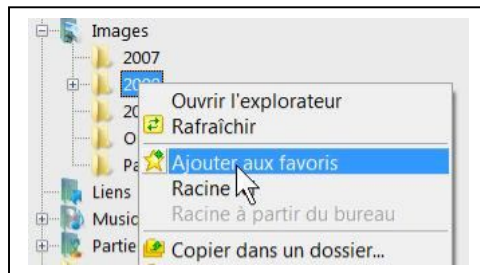 Images
2007
Ouvrir l'explorateur
Rafraîchir
Ajouter aux favoris
Racine
Liens
Racine à partir du bureau
Copier dans un dossier...